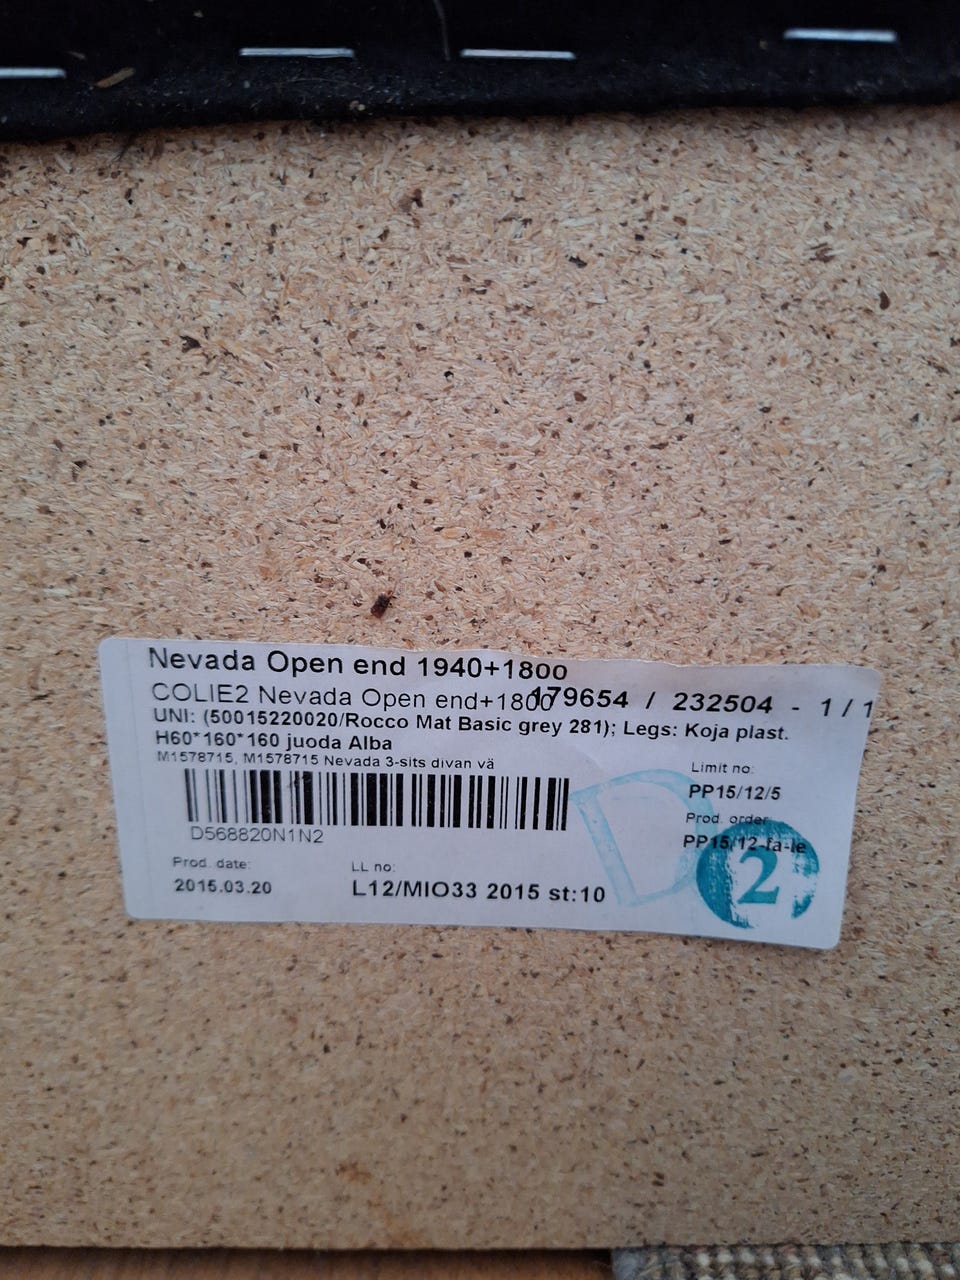 Nevada Open end 1940+1800
COLIE2 Nevada Open end+1800
179654 / 232504 - 1 / 1
UNI: (50015220020/Rocco Mat Basic grey 281); Legs: Koja plast.
H60*160*160 juoda Alba
M1578715, M1578715 Nevada 3-sits divan vä
D568820N1N2
Limit no:
PP15/12/5
Prod. order
PP15/12-fa-le
Prod. date:
2015.03.20
LL no:
L12/MIO33 2015 st:10
D
2